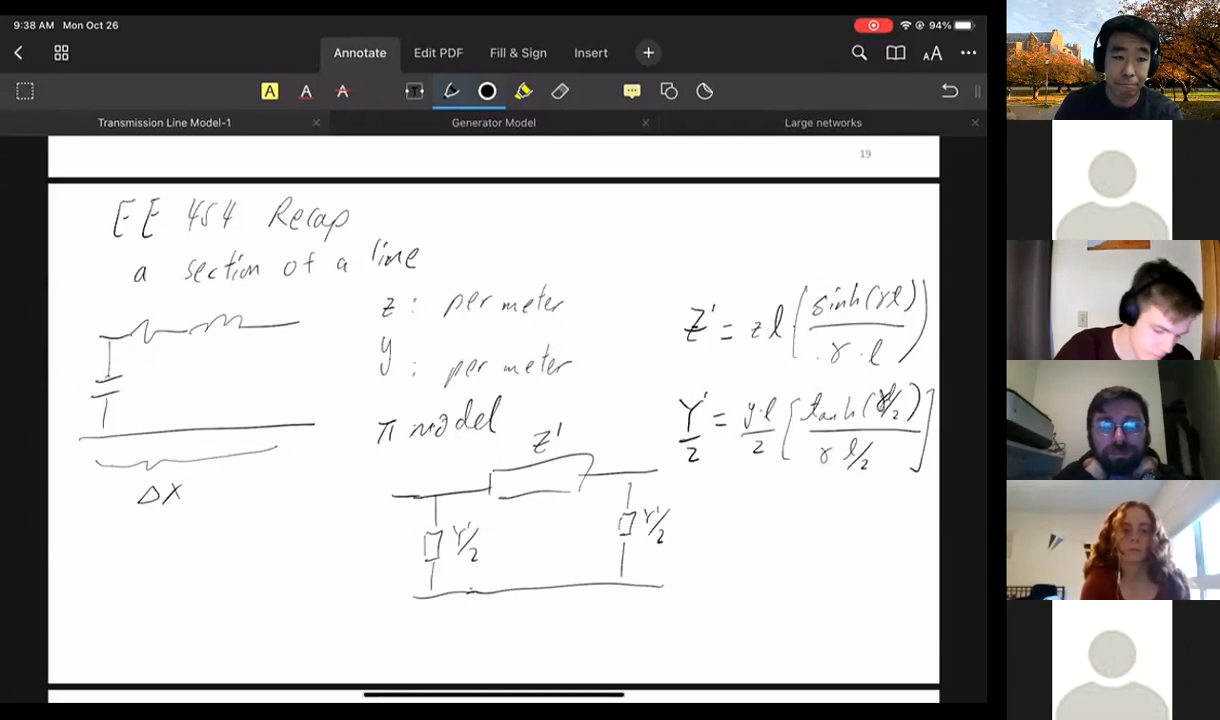 9:38 AM Mon Oct 26
94%
Annotate
Edit PDF
Fill & Sign
Insert
Transmission Line Model-1
Generator Model
Large networks
19
EE 454 Recap
a section of a line
z : per meter
y : per meter
π model
Δx
Z'
Y'/2
Y'/2
Z' = zl (sinh(γl) / γ·l)
Y'/2 = y·l/2 [tanh(γl/2) / γ l/2]